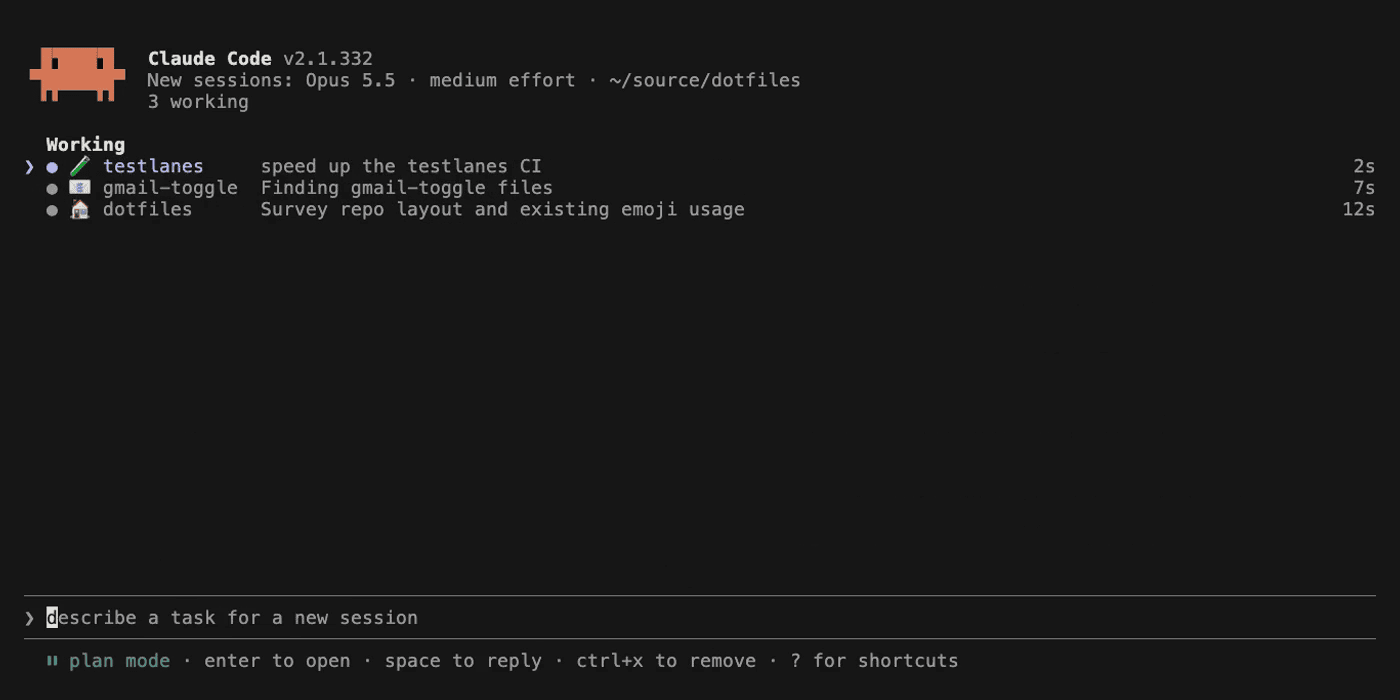 Claude Code v2.1.332
New sessions: Opus 5.5 · medium effort · ~/source/dotfiles
3 working
Working
❯ ● 🧪 testlanes speed up the testlanes CI 2s
● 📧 gmail-toggle Finding gmail-toggle files 7s
● 🏠 dotfiles Survey repo layout and existing emoji usage 12s
❯ describe a task for a new session
⏸ plan mode · enter to open · space to reply · ctrl+x to remove · ? for shortcuts